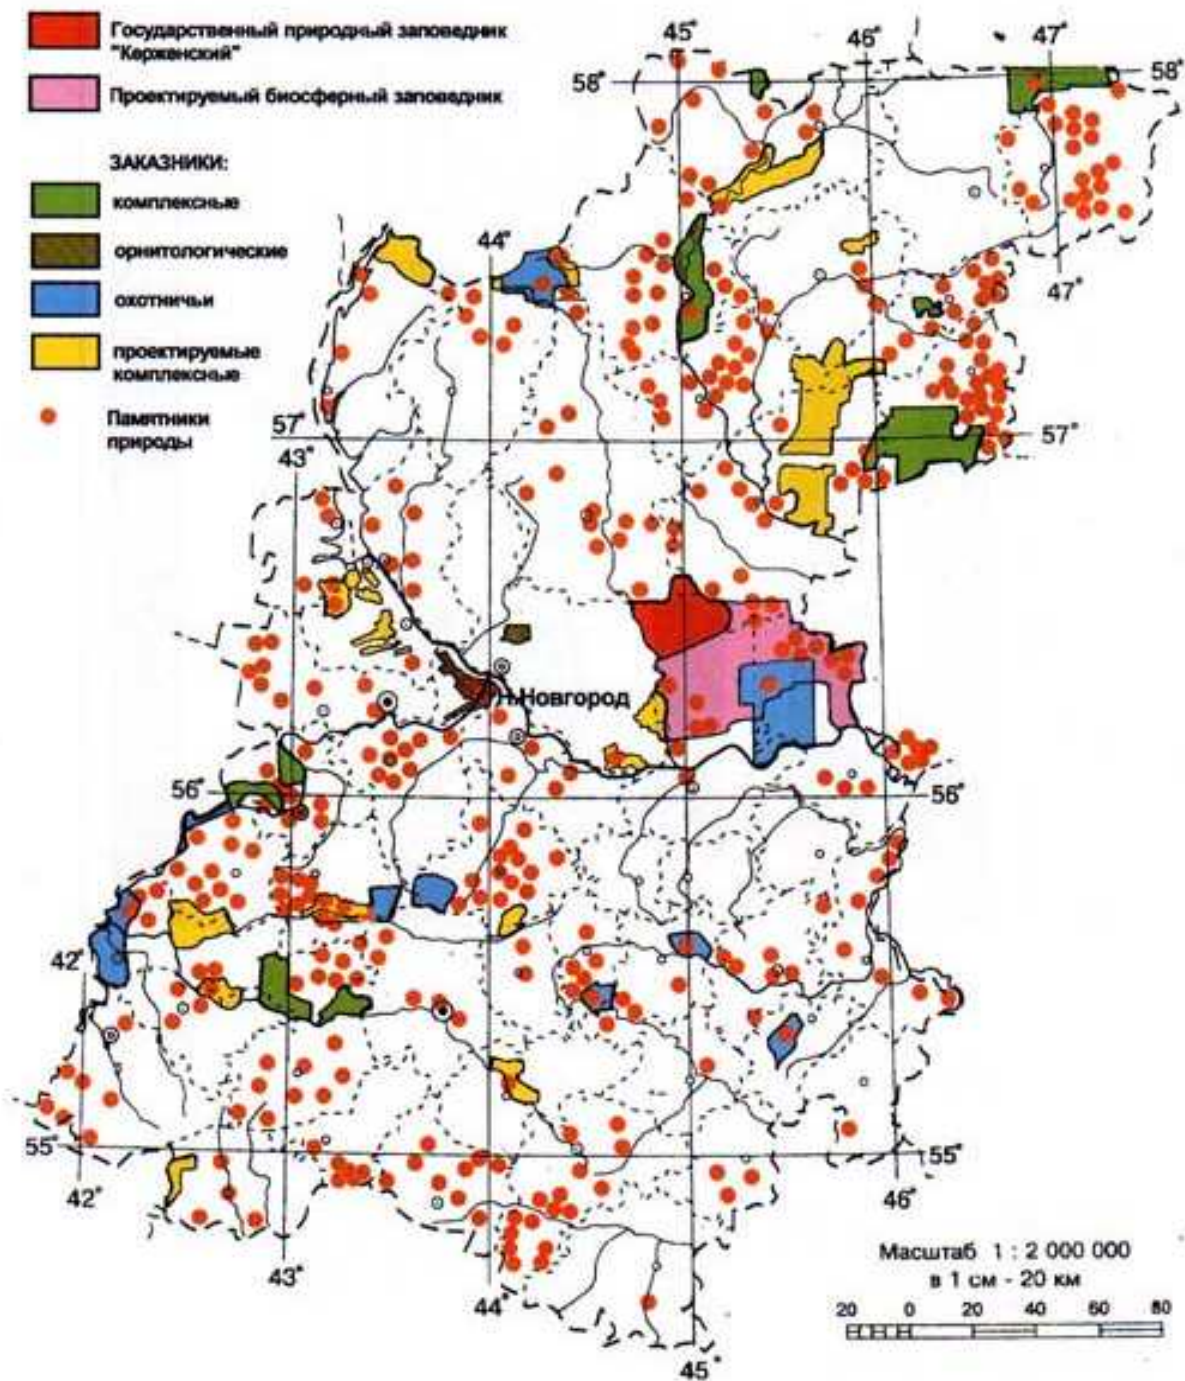 Государственный природный заповедник
"Керженский"
Проектируемый биосферный заповедник
ЗАКАЗНИКИ:
комплексные
орнитологические
охотничьи
проектируемые
комплексные
Памятники
природы
45°
46°
47°
58°
58°
44°
47°
57°
57°
43°
Н.Новгород
56°
56°
42°
55°
55°
42°
46°
43°
44°
45°
Масштаб 1 : 2 000 000
в 1 см - 20 км
20 0 20 40 60 80